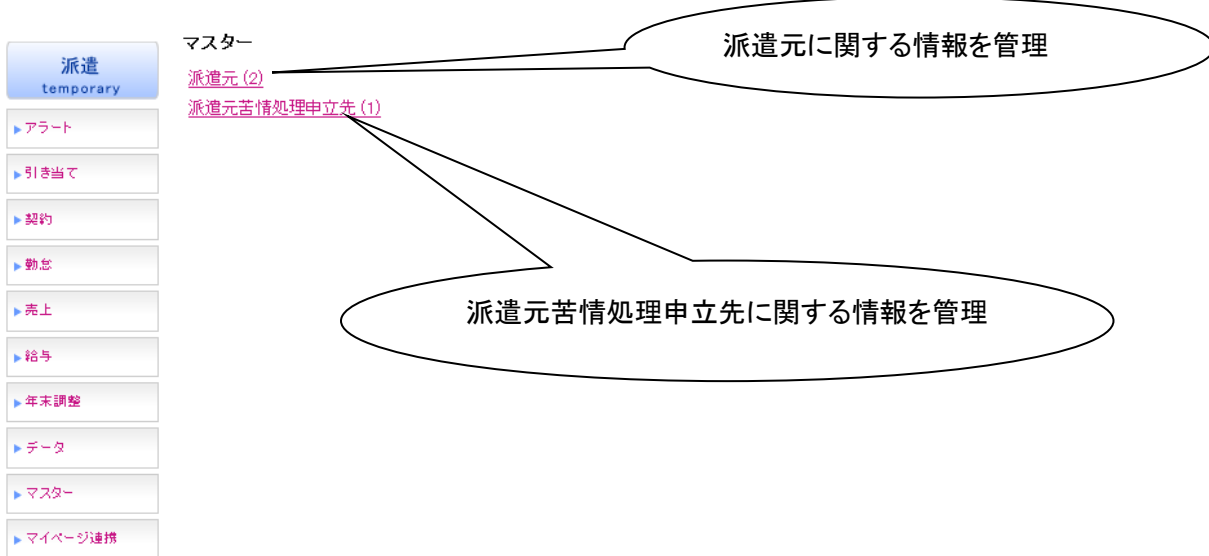 マスター
派遣元に関する情報を管理
派遣
temporary
派遣元 (2)
派遣元苦情処理申立先 (1)
アラート
引き当て
契約
勤怠
売上
派遣元苦情処理申立先に関する情報を管理
給与
年末調整
データ
マスター
マイページ連携